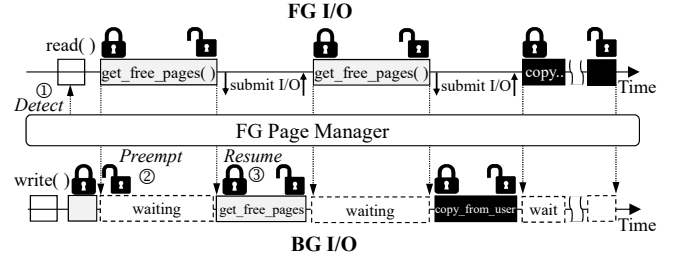 FG I/O
read( )
get_free_pages( )
submit I/O
get_free_pages( )
submit I/O
copy..
Time
①
Detect
FG Page Manager
Preempt
②
Resume
③
write( )
waiting
get_free_pages
waiting
copy_from_user
wait
Time
BG I/O